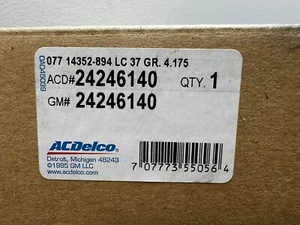 077 14352-894 LC 37 GR. 4.175
ACD# 24246140 QTY. 1
GM# 24246140
ACDelco
Detroit, Michigan 48243
©1995 GM LLC
www.acdelco.com
7 07773 55056 4